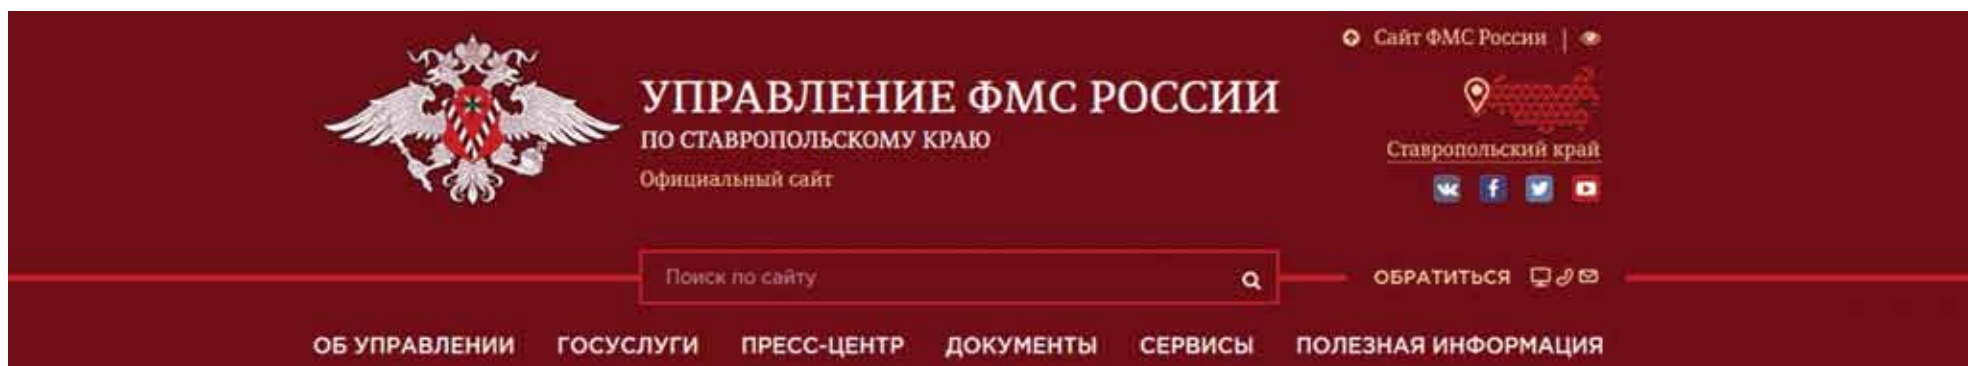 Сайт ФМС России |
УПРАВЛЕНИЕ ФМС РОССИИ
ПО СТАВРОПОЛЬСКОМУ КРАЮ
Официальный сайт
Ставропольский край
Поиск по сайту
ОБРАТИТЬСЯ
ОБ УПРАВЛЕНИИ ГОСУСЛУГИ ПРЕСС-ЦЕНТР ДОКУМЕНТЫ СЕРВИСЫ ПОЛЕЗНАЯ ИНФОРМАЦИЯ